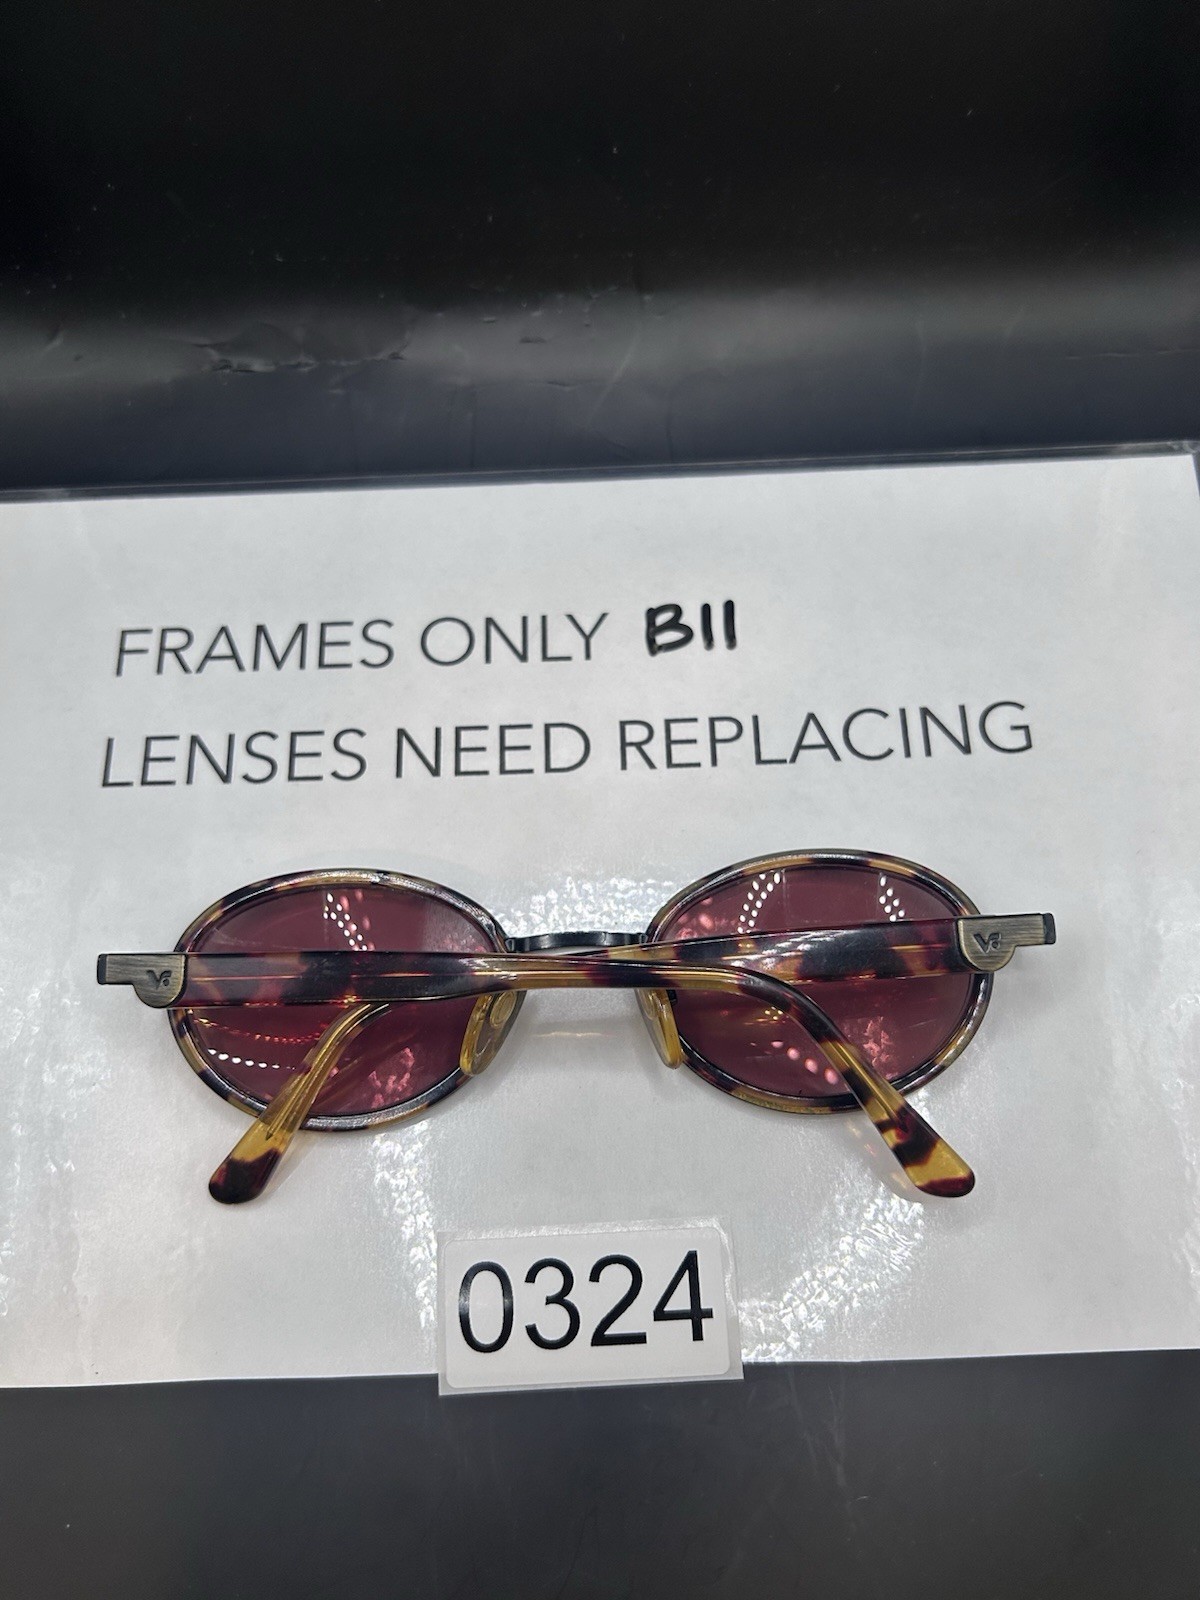 FRAMES ONLY B11
LENSES NEED REPLACING
0324